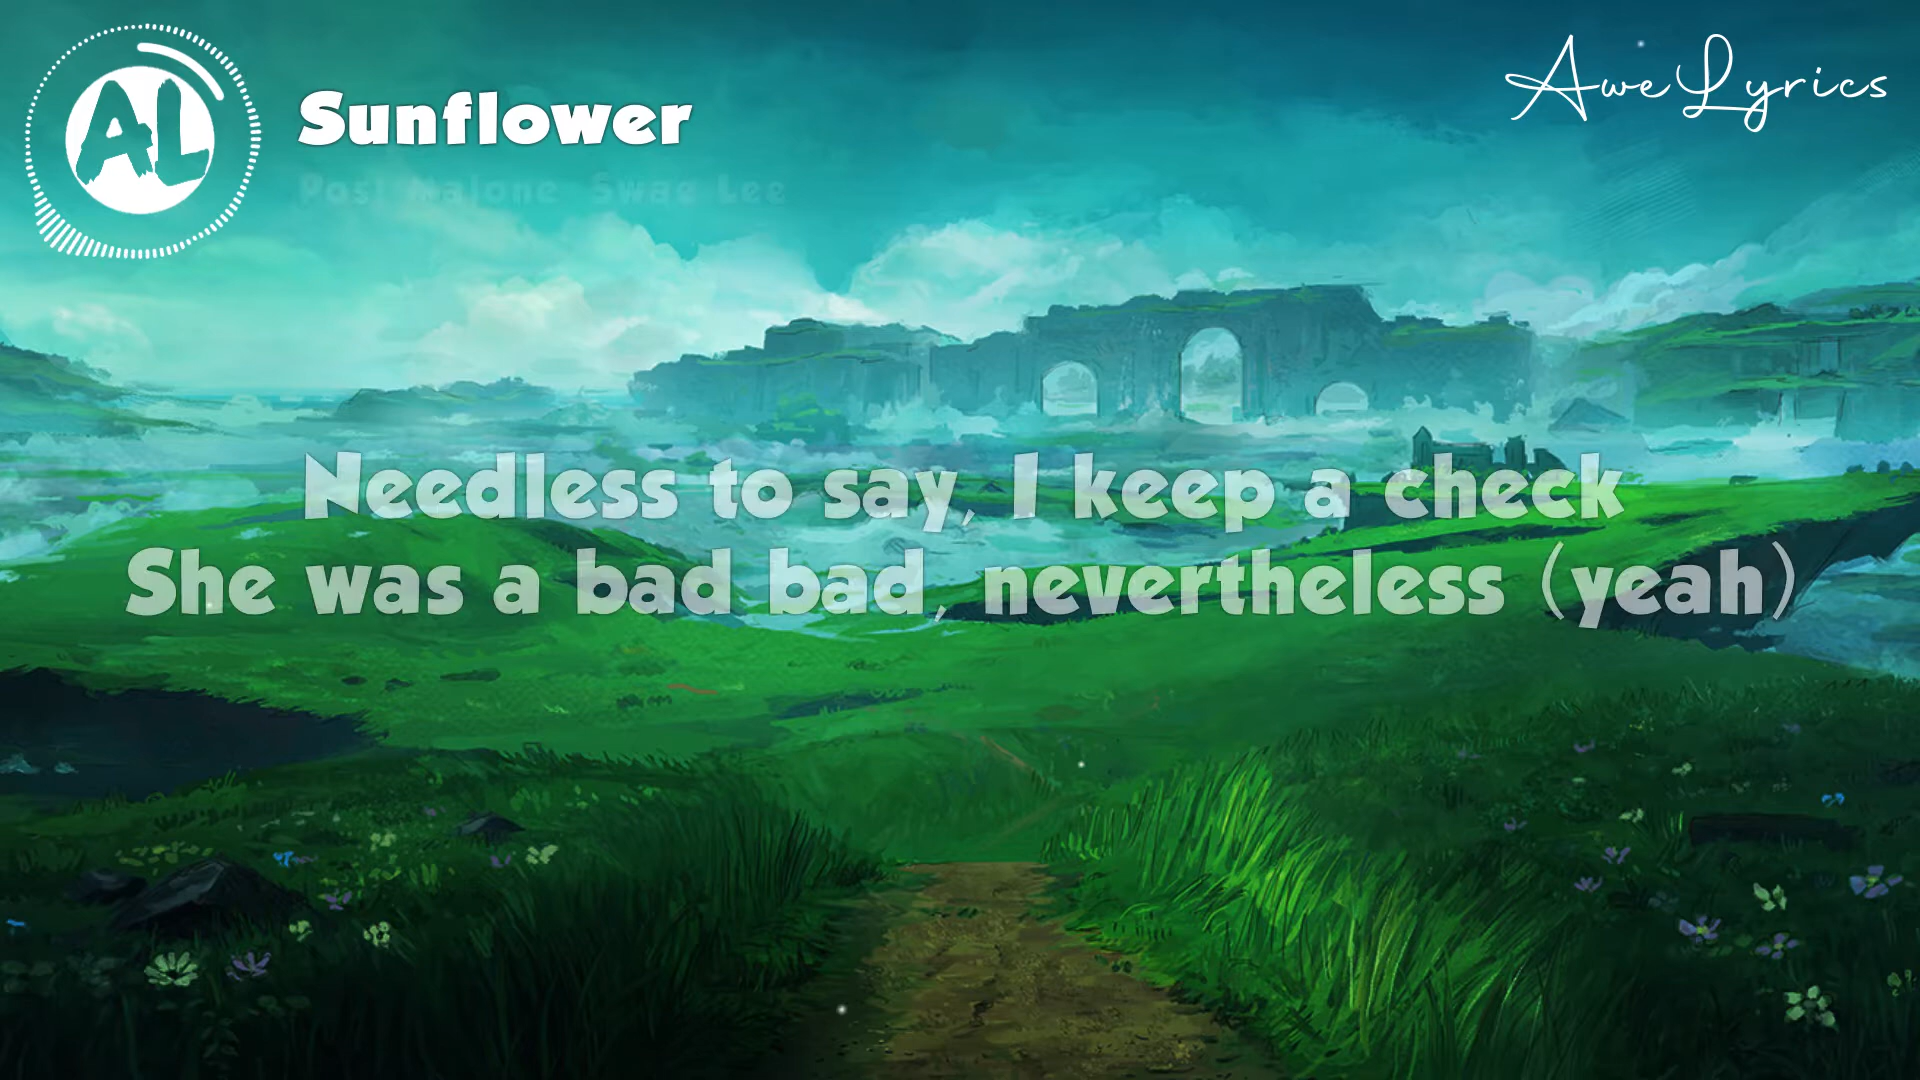 AL
Sunflower
AweLyrics
Post Malone Swae Lee
Needless to say, I keep a check
She was a bad bad, nevertheless (yeah)